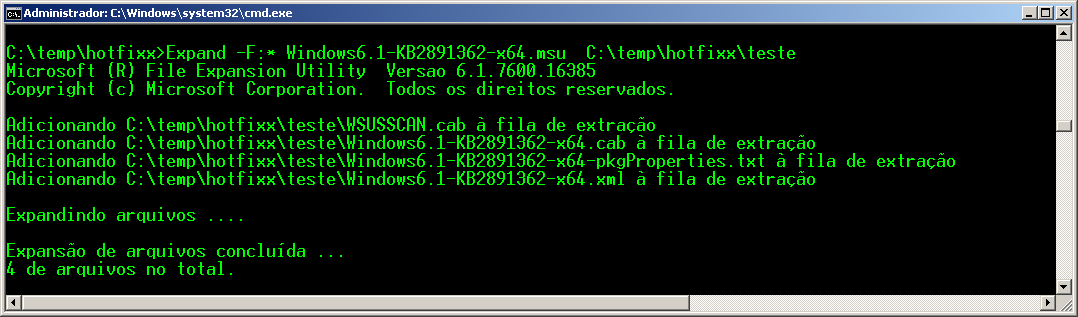 Administrador: C:\Windows\system32\cmd.exe
C:\temp\hotfixx>Expand -F:* Windows6.1-KB2891362-x64.msu  C:\temp\hotfixx\teste
Microsoft (R) File Expansion Utility  Versao 6.1.7600.16385
Copyright (c) Microsoft Corporation.  Todos os direitos reservados.
Adicionando C:\temp\hotfixx\teste\WSUSSCAN.cab à fila de extração
Adicionando C:\temp\hotfixx\teste\Windows6.1-KB2891362-x64.cab à fila de extração
Adicionando C:\temp\hotfixx\teste\Windows6.1-KB2891362-x64-pkgProperties.txt à fila de extração
Adicionando C:\temp\hotfixx\teste\Windows6.1-KB2891362-x64.xml à fila de extração
Expandindo arquivos ....
Expansão de arquivos concluída ...
4 de arquivos no total.